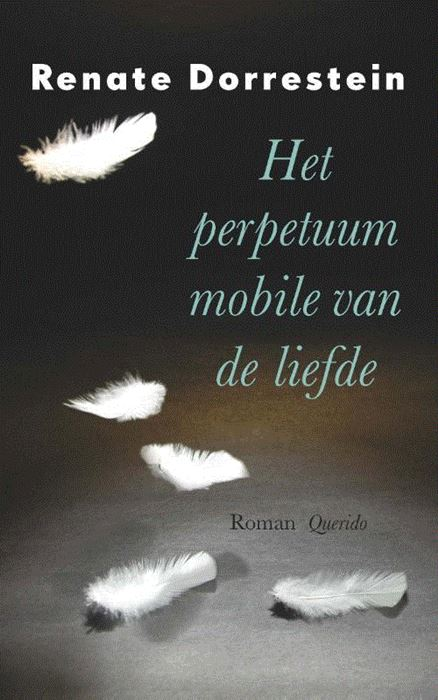 Renate Dorrestein
Het
perpetuum
mobile van
de liefde
Roman Querido